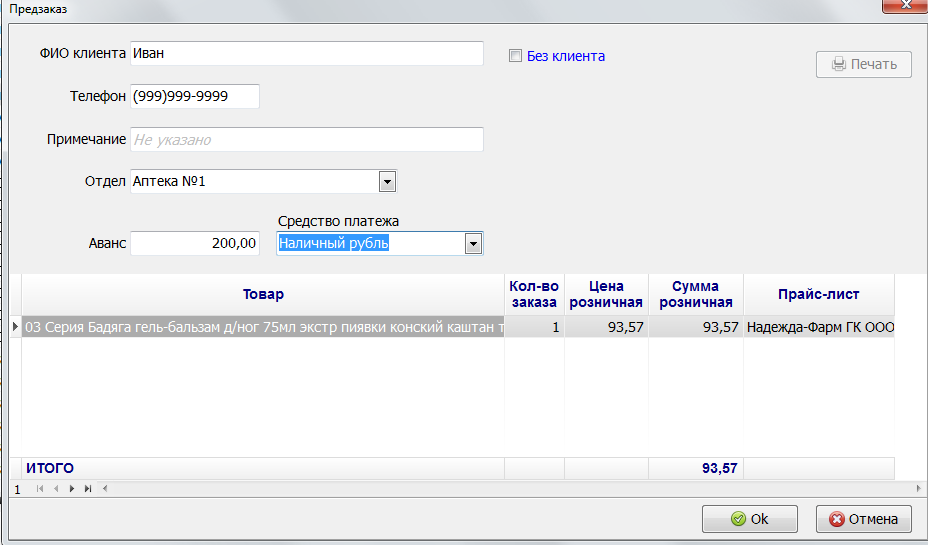 Предзаказ
ФИО клиента Иван
Без клиента
Печать
Телефон (999)999-9999
Примечание Не указано
Отдел Аптека №1
Средство платежа
Аванс 200,00 Наличный рубль
Товар Кол-во заказа Цена розничная Сумма розничная Прайс-лист
03 Серия Бадяга гель-бальзам д/ног 75мл экстр пиявки конский каштан т 1 93,57 93,57 Надежда-Фарм ГК ООО
ИТОГО 93,57
1
Ok Отмена